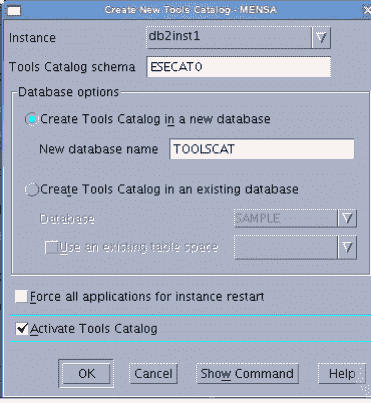 Create New Tools Catalog - MENSA
Instance db2inst1
Tools Catalog schema ESECAT0
Database options
Create Tools Catalog in a new database
New database name TOOLSCAT
Create Tools Catalog in an existing database
Database SAMPLE
Use an existing table space
Force all applications for instance restart
Activate Tools Catalog
OK Cancel Show Command Help